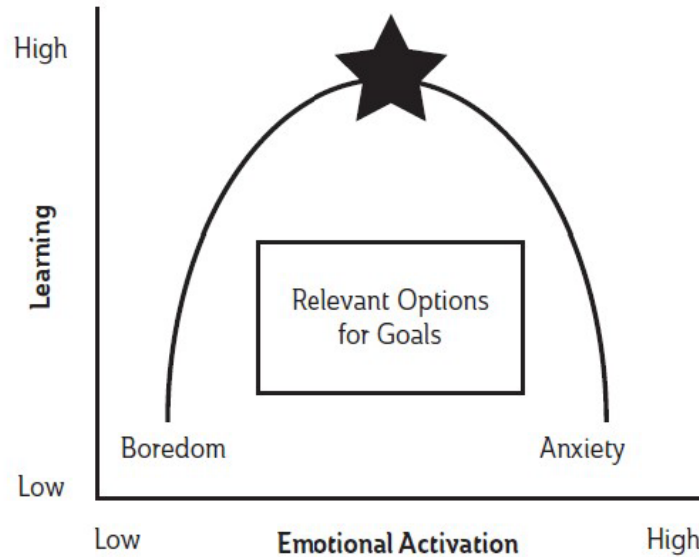 High
Learning
Relevant Options
for Goals
Boredom
Anxiety
Low
Low
Emotional Activation
High